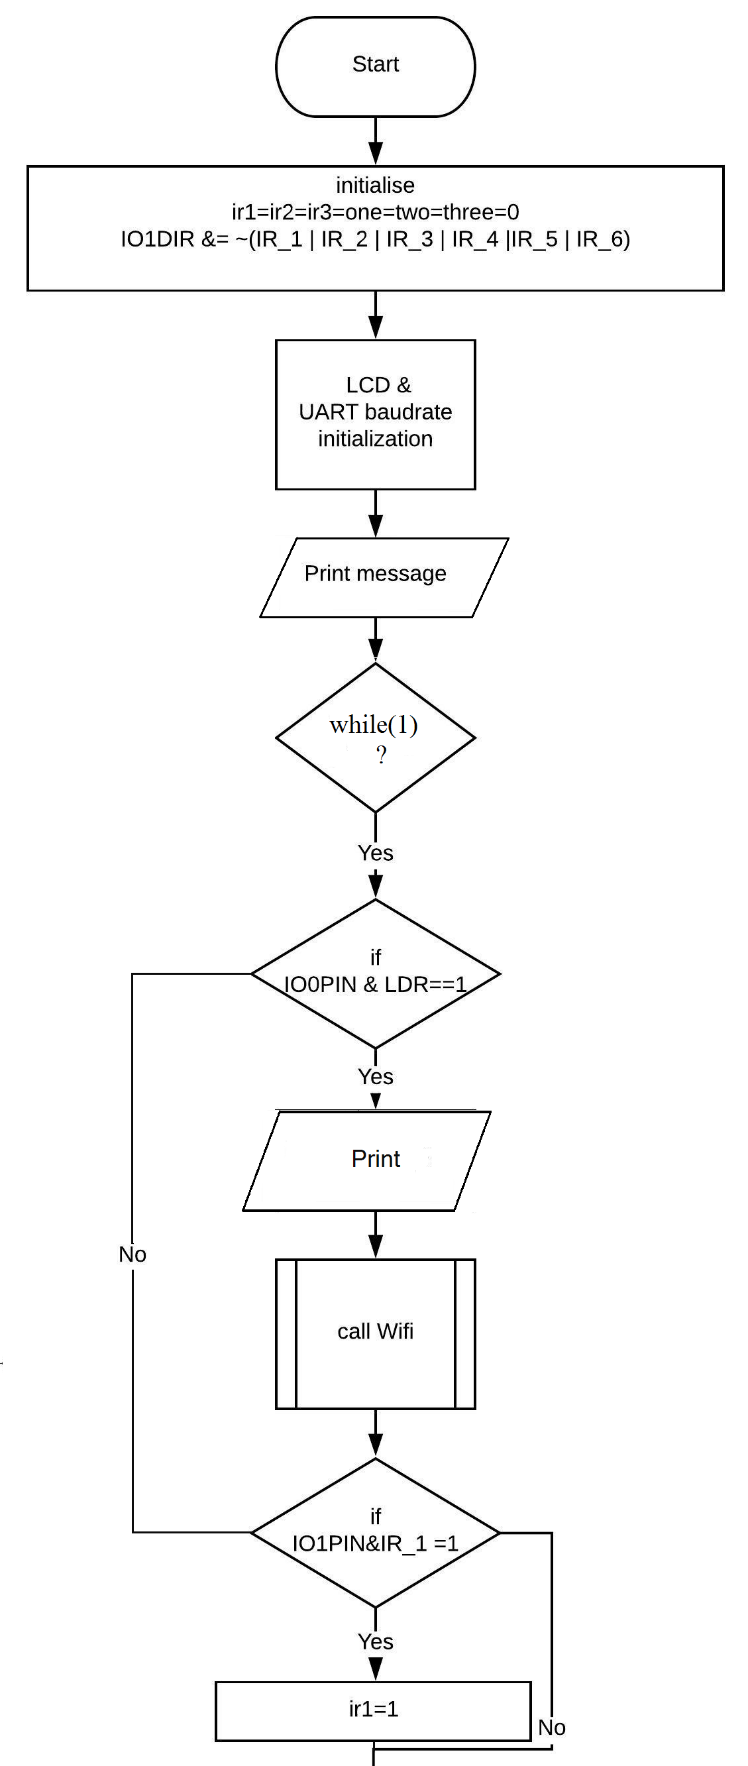 Start
initialise
ir1=ir2=ir3=one=two=three=0
IO1DIR &= ~(IR_1 | IR_2 | IR_3 | IR_4 |IR_5 | IR_6)
LCD &
UART baudrate
initialization
Print message
while(1)
?
Yes
if
IO0PIN & LDR==1
Yes
Print
No
call Wifi
if
IO1PIN&IR_1 =1
Yes
ir1=1
No